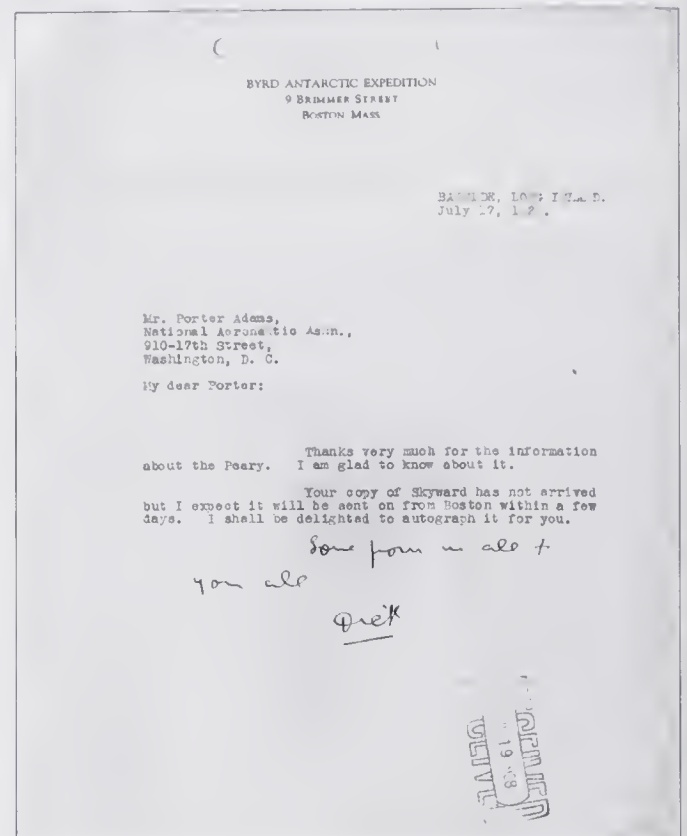 BYRD ANTARCTIC EXPEDITION
9 BRIMMER STREET
BOSTON MASS
July 17,
Mr. Porter Adams,
National Aeronautic Assn.,
910-17th Street,
Washington, D. C.
My dear Porter:
Thanks very much for the information
about the Peary. I am glad to know about it.
Your copy of Skyward has not arrived
but I expect it will be sent on from Boston within a few
days. I shall be delighted to autograph it for you.
from us all to
you all
Dick
19